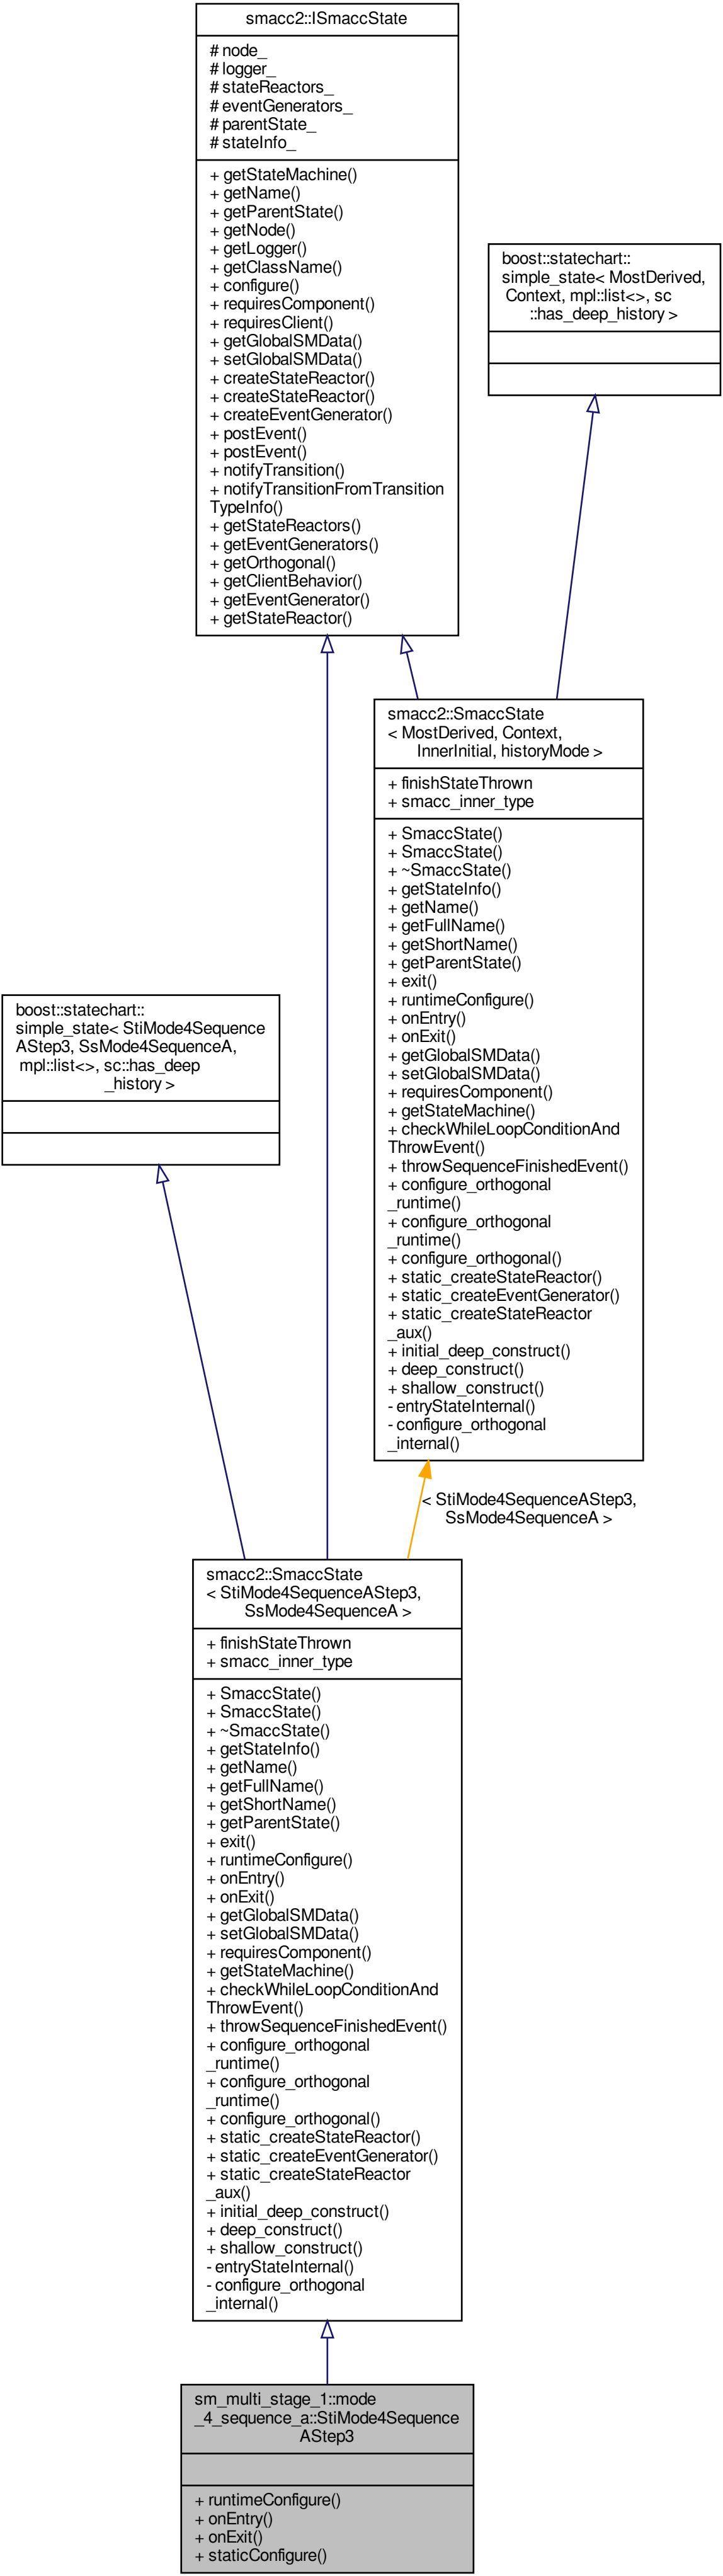 smacc2::ISmaccState
# node_
# logger_
# stateReactors_
# eventGenerators_
# parentState_
# stateInfo_
+ getStateMachine()
+ getName()
+ getParentState()
+ getNode()
+ getLogger()
+ getClassName()
+ configure()
+ requiresComponent()
+ requiresClient()
+ getGlobalSMData()
+ setGlobalSMData()
+ createStateReactor()
+ createStateReactor()
+ createEventGenerator()
+ postEvent()
+ postEvent()
+ notifyTransition()
+ notifyTransitionFromTransition
TypeInfo()
+ getStateReactors()
+ getEventGenerators()
+ getOrthogonal()
+ getClientBehavior()
+ getEventGenerator()
+ getStateReactor()
boost::statechart::
simple_state< MostDerived,
Context, mpl::list<>, sc
::has_deep_history >
smacc2::SmaccState
< MostDerived, Context,
InnerInitial, historyMode >
+ finishStateThrown
+ smacc_inner_type
+ SmaccState()
+ SmaccState()
+ ~SmaccState()
+ getStateInfo()
+ getName()
+ getFullName()
+ getShortName()
+ getParentState()
+ exit()
+ runtimeConfigure()
+ onEntry()
+ onExit()
+ getGlobalSMData()
+ setGlobalSMData()
+ requiresComponent()
+ getStateMachine()
+ checkWhileLoopConditionAnd
ThrowEvent()
+ throwSequenceFinishedEvent()
+ configure_orthogonal
_runtime()
+ configure_orthogonal
_runtime()
+ configure_orthogonal()
+ static_createStateReactor()
+ static_createEventGenerator()
+ static_createStateReactor
_aux()
+ initial_deep_construct()
+ deep_construct()
+ shallow_construct()
- entryStateInternal()
- configure_orthogonal
_internal()
boost::statechart::
simple_state< StiMode4Sequence
AStep3, SsMode4SequenceA,
mpl::list<>, sc::has_deep
_history >
< StiMode4SequenceAStep3,
SsMode4SequenceA >
smacc2::SmaccState
< StiMode4SequenceAStep3,
SsMode4SequenceA >
+ finishStateThrown
+ smacc_inner_type
+ SmaccState()
+ SmaccState()
+ ~SmaccState()
+ getStateInfo()
+ getName()
+ getFullName()
+ getShortName()
+ getParentState()
+ exit()
+ runtimeConfigure()
+ onEntry()
+ onExit()
+ getGlobalSMData()
+ setGlobalSMData()
+ requiresComponent()
+ getStateMachine()
+ checkWhileLoopConditionAnd
ThrowEvent()
+ throwSequenceFinishedEvent()
+ configure_orthogonal
_runtime()
+ configure_orthogonal
_runtime()
+ configure_orthogonal()
+ static_createStateReactor()
+ static_createEventGenerator()
+ static_createStateReactor
_aux()
+ initial_deep_construct()
+ deep_construct()
+ shallow_construct()
- entryStateInternal()
- configure_orthogonal
_internal()
sm_multi_stage_1::mode
_4_sequence_a::StiMode4Sequence
AStep3
+ runtimeConfigure()
+ onEntry()
+ onExit()
+ staticConfigure()